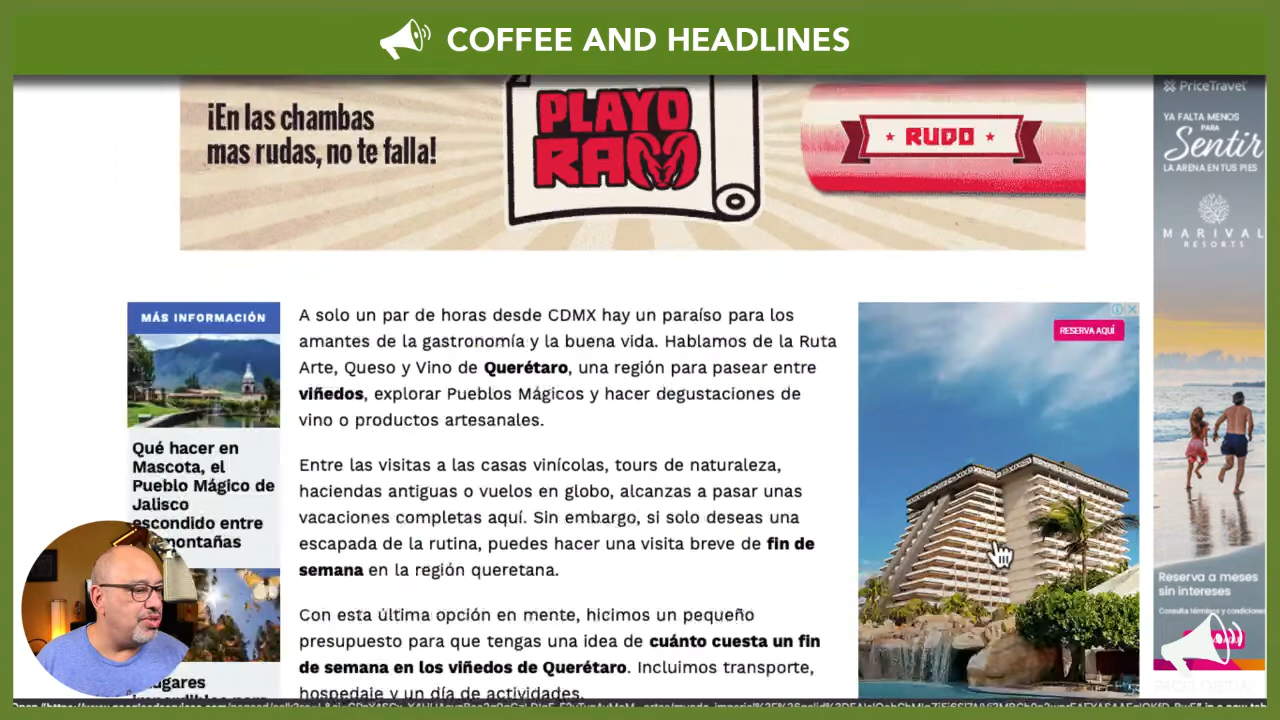 COFFEE AND HEADLINES
¡En las chambas
mas rudas, no te falla!
PLAYO
RAM
RUDO
PriceTravel
YA FALTA MENOS
PARA
Sentir
LA ARENA EN TUS PIES
MARIVAL
RESORTS
MÁS INFORMACIÓN
Qué hacer en
Mascota, el
Pueblo Mágico de
Jalisco
escondido entre
montañas
lugares
A solo un par de horas desde CDMX hay un paraíso para los
amantes de la gastronomía y la buena vida. Hablamos de la Ruta
Arte, Queso y Vino de Querétaro, una región para pasear entre
viñedos, explorar Pueblos Mágicos y hacer degustaciones de
vino o productos artesanales.
Entre las visitas a las casas vinícolas, tours de naturaleza,
haciendas antiguas o vuelos en globo, alcanzas a pasar unas
vacaciones completas aquí. Sin embargo, si solo deseas una
escapada de la rutina, puedes hacer una visita breve de fin de
semana en la región queretana.
Con esta última opción en mente, hicimos un pequeño
presupuesto para que tengas una idea de cuánto cuesta un fin
de semana en los viñedos de Querétaro. Incluimos transporte,
hospedaje y un día de actividades.
RESERVA AQUÍ
Reserva a meses
sin intereses
Consulta términos y condiciones